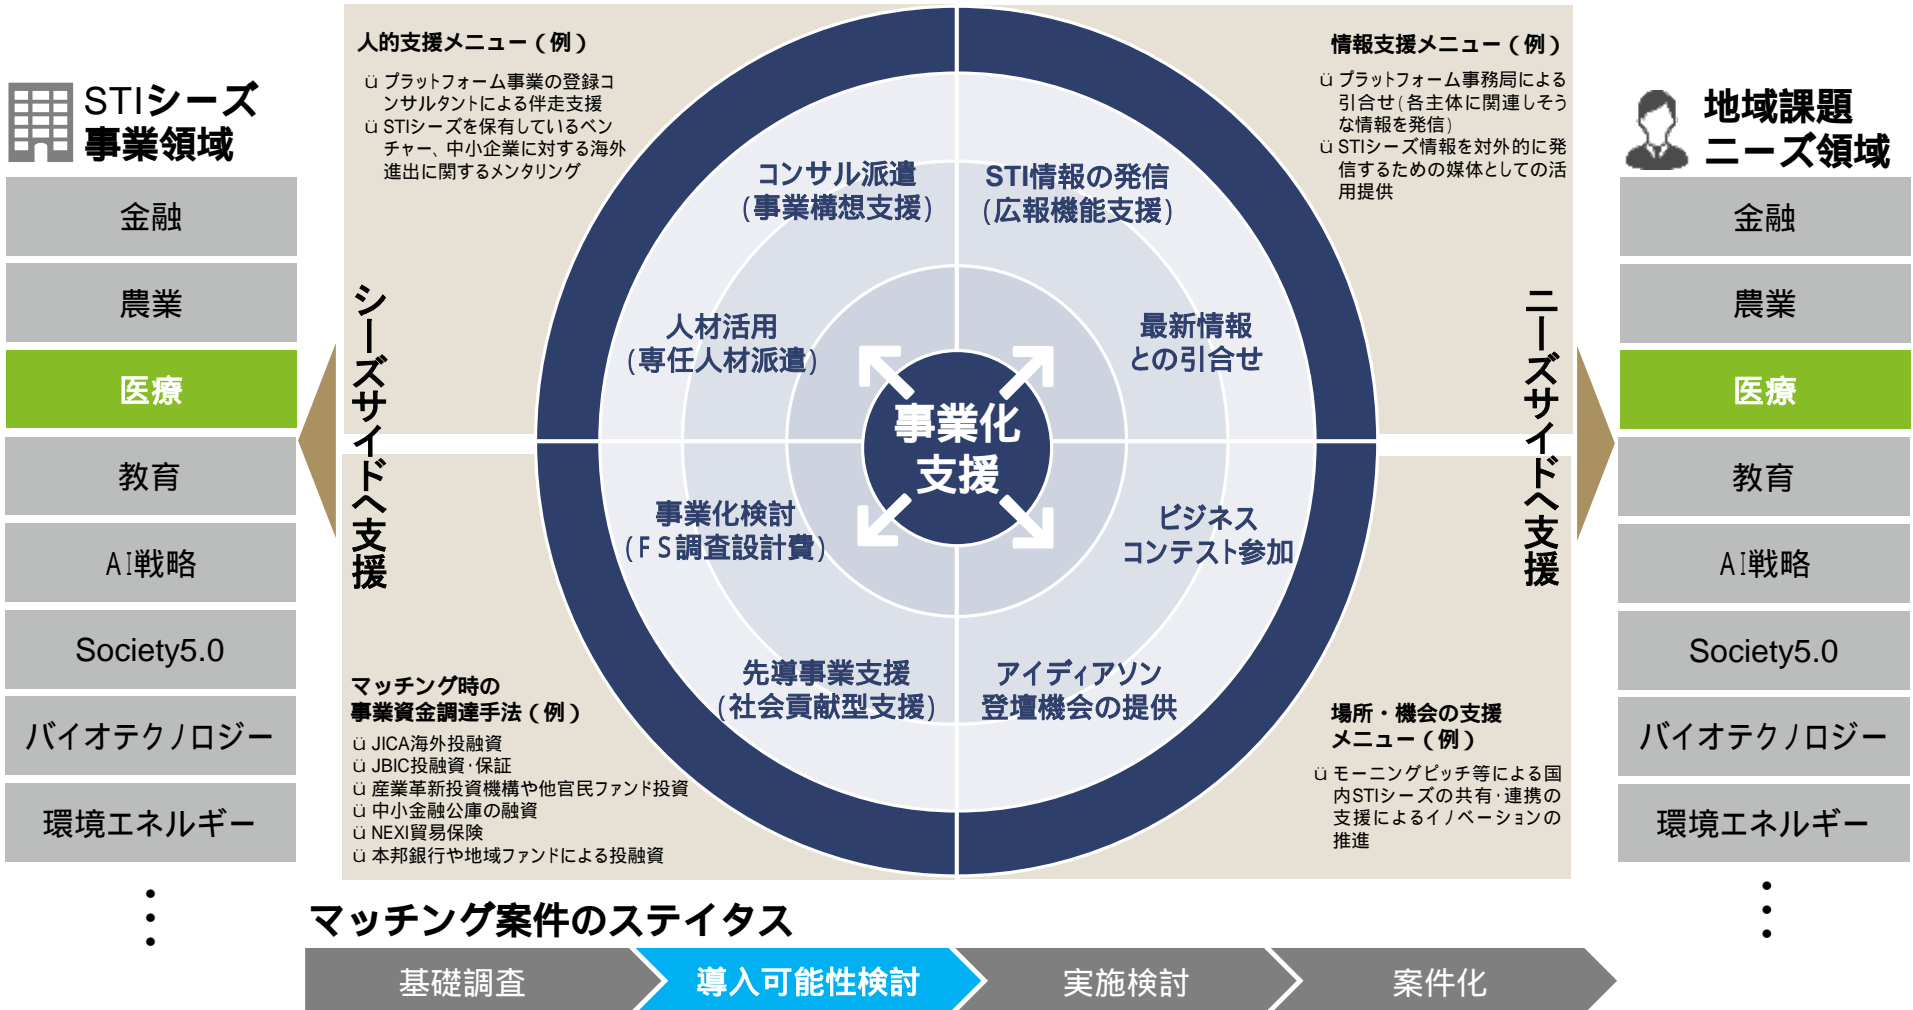 STIシーズ
事業領域
金融
農業
医療
教育
AI戦略
Society5.0
バイオテクノロジー
環境エネルギー
人的支援メニュー(例)
ü プラットフォーム事業の登録コ
ンサルタントによる伴走支援
ü STIシーズを保有しているベン
チャー、中小企業に対する海外
進出に関するメンタリング
シーズサイドへ支援
マッチング時の
事業資金調達手法(例)
ü JICA海外投融資
ü JBIC投融資・保証
ü 産業革新投資機構や他官民ファンド投資
ü 中小金融公庫の融資
ü NEXI貿易保険
ü 本邦銀行や地域ファンドによる投融資
コンサル派遣
(事業構想支援)
STI情報の発信
(広報機能支援)
人材活用
(専任人材派遣)
最新情報
との引合せ
事業化
支援
事業化検討
(FS調査設計費)
ビジネス
コンテスト参加
先導事業支援
(社会貢献型支援)
アイディアソン
登壇機会の提供
情報支援メニュー(例)
ü プラットフォーム事務局による
引合せ(各主体に関連しそう
な情報を発信)
ü STIシーズ情報を対外的に発
信するための媒体としての活
用提供
ニーズサイドへ支援
場所・機会の支援
メニュー(例)
ü モーニングピッチ等による国
内STIシーズの共有・連携の
支援によるイノベーションの
推進
地域課題
ニーズ領域
金融
農業
医療
教育
AI戦略
Society5.0
バイオテクノロジー
環境エネルギー
マッチング案件のステイタス
基礎調査
導入可能性検討
実施検討
案件化